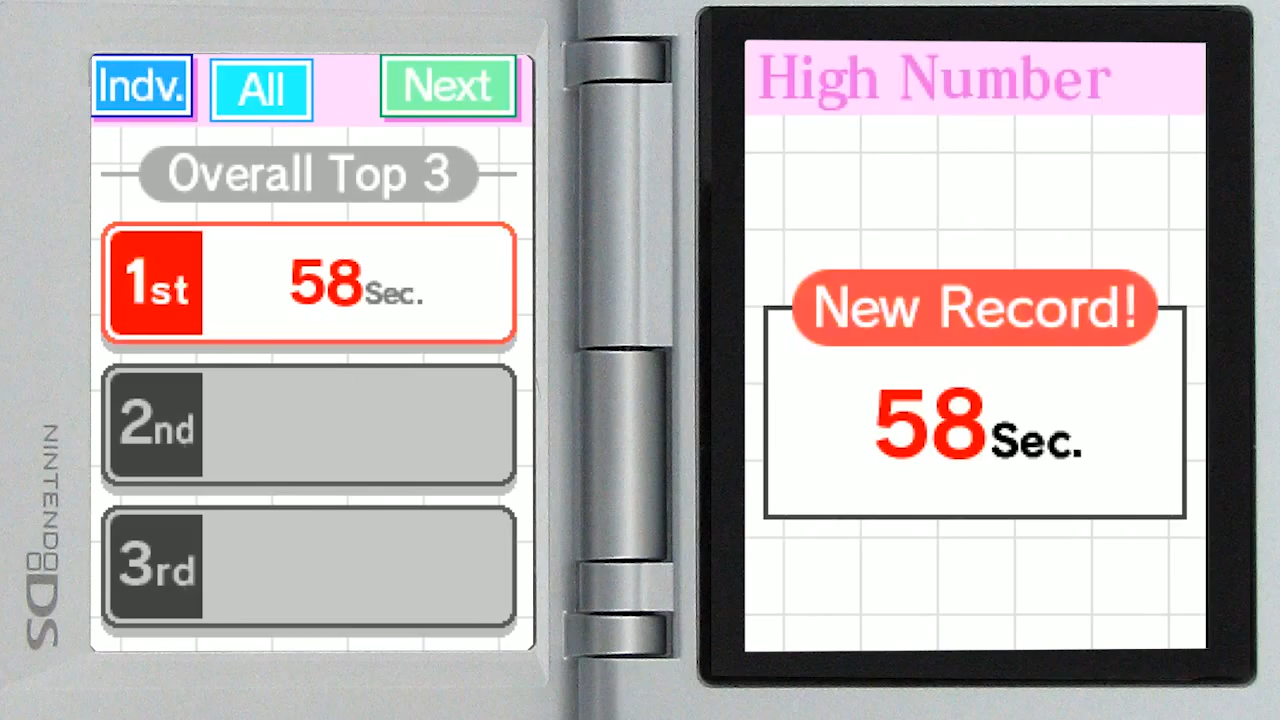 Indv.
All
Next
Overall Top 3
1st
58Sec.
2nd
3rd
NINTENDO DS
High Number
New Record!
58Sec.